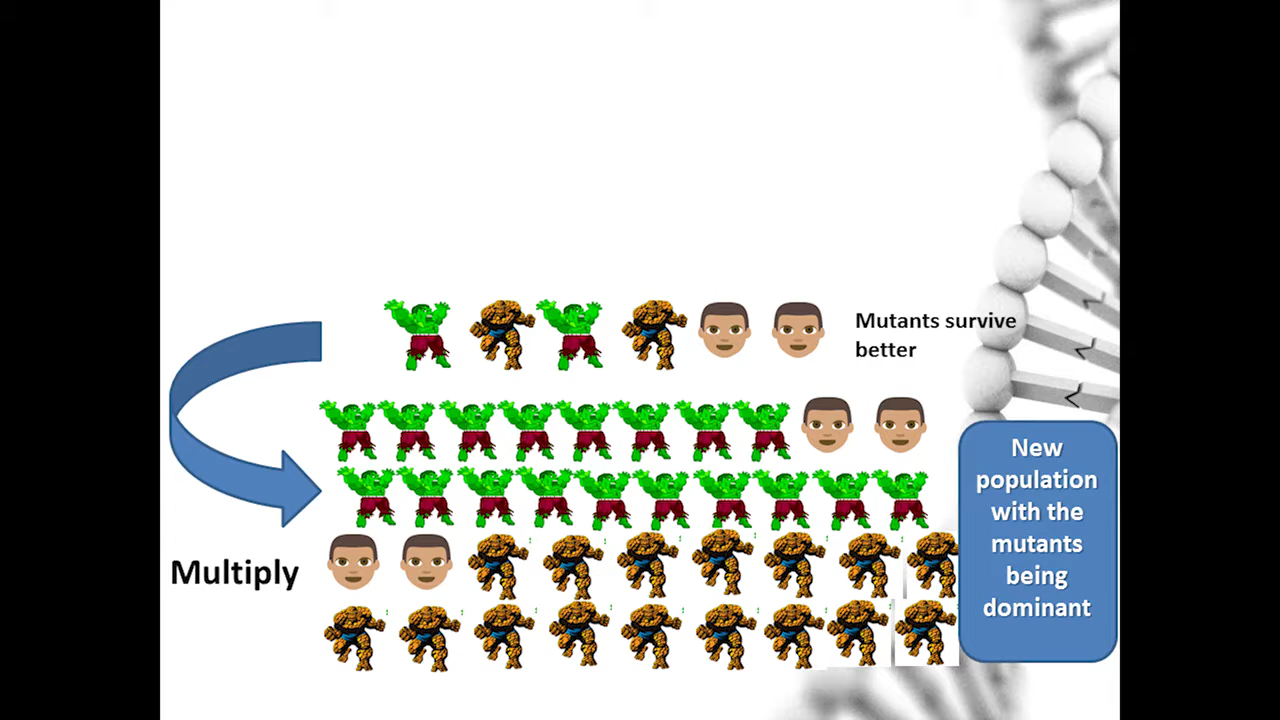 Mutants survive
better
Multiply
New
population
with the
mutants
being
dominant